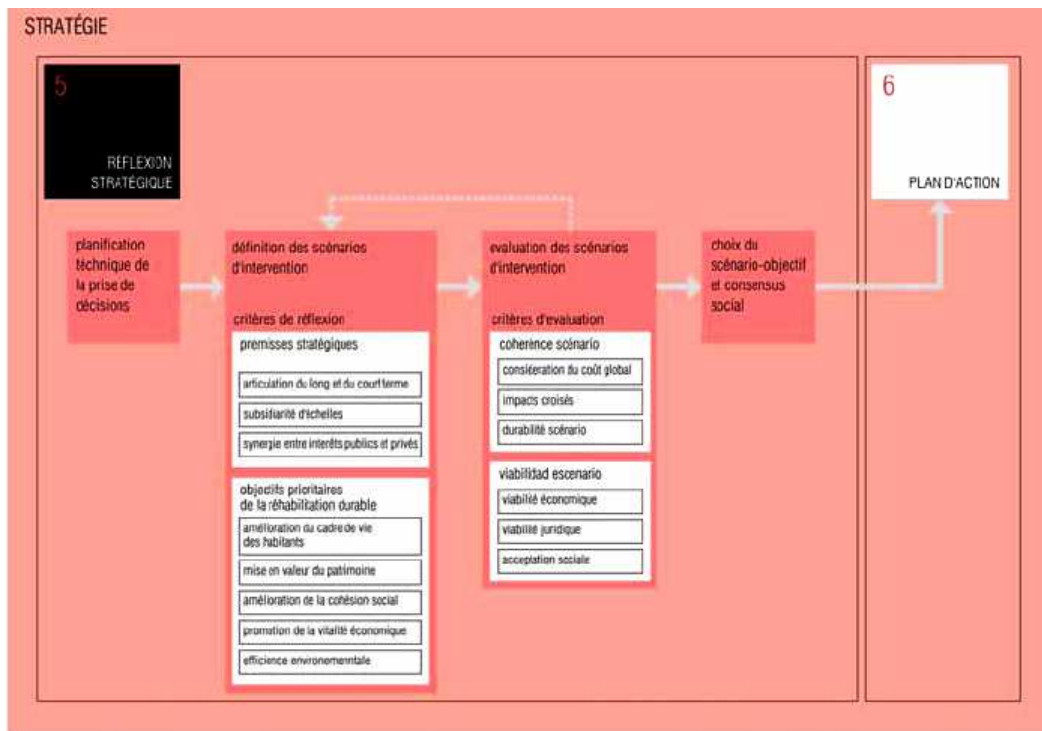 STRATÉGIE
5
RÉFLEXION
STRATÉGIQUE
6
PLAN D'ACTION
planification
technique de
la prise de
décisions
définition des scénarios
d'intervention
critères de réflexion
premisses statégiques
articulation du long et du court terme
subsidiarité d'échelles
synergie entre interêts publics et privés
objectifs prioritaires
de la réhabilitation durable
amélioration du cadre de vie
des habitants
mise en valeur du patrimoine
amélioration de la cohésion social
promotion de la vitalité économique
efficience environementale
evaluation des scénarios
d'intervention
critères d'evaluation
coherence scénario
considération du coût global
impacts croisés
durabilité scénario
viabilidad escenario
viabilité économique
viabilité juridique
acceptation sociale
choix du
scénario-objectif
et consensus
social